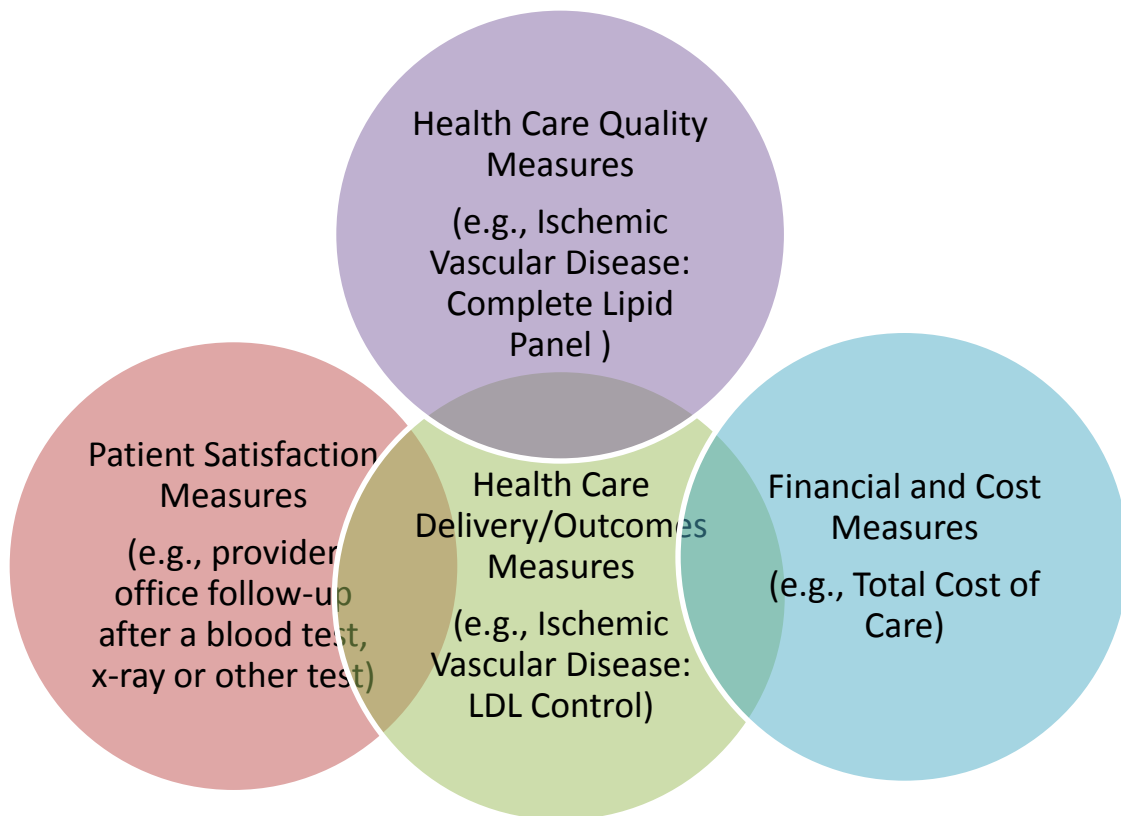 Health Care Quality
Measures
(e.g., Ischemic
Vascular Disease:
Complete Lipid
Panel )
Patient Satisfaction
Measures
(e.g., provider
office follow-up
after a blood test,
x-ray or other test)
Health Care
Delivery/Outcomes
Measures
(e.g., Ischemic
Vascular Disease:
LDL Control)
Financial and Cost
Measures
(e.g., Total Cost of
Care)